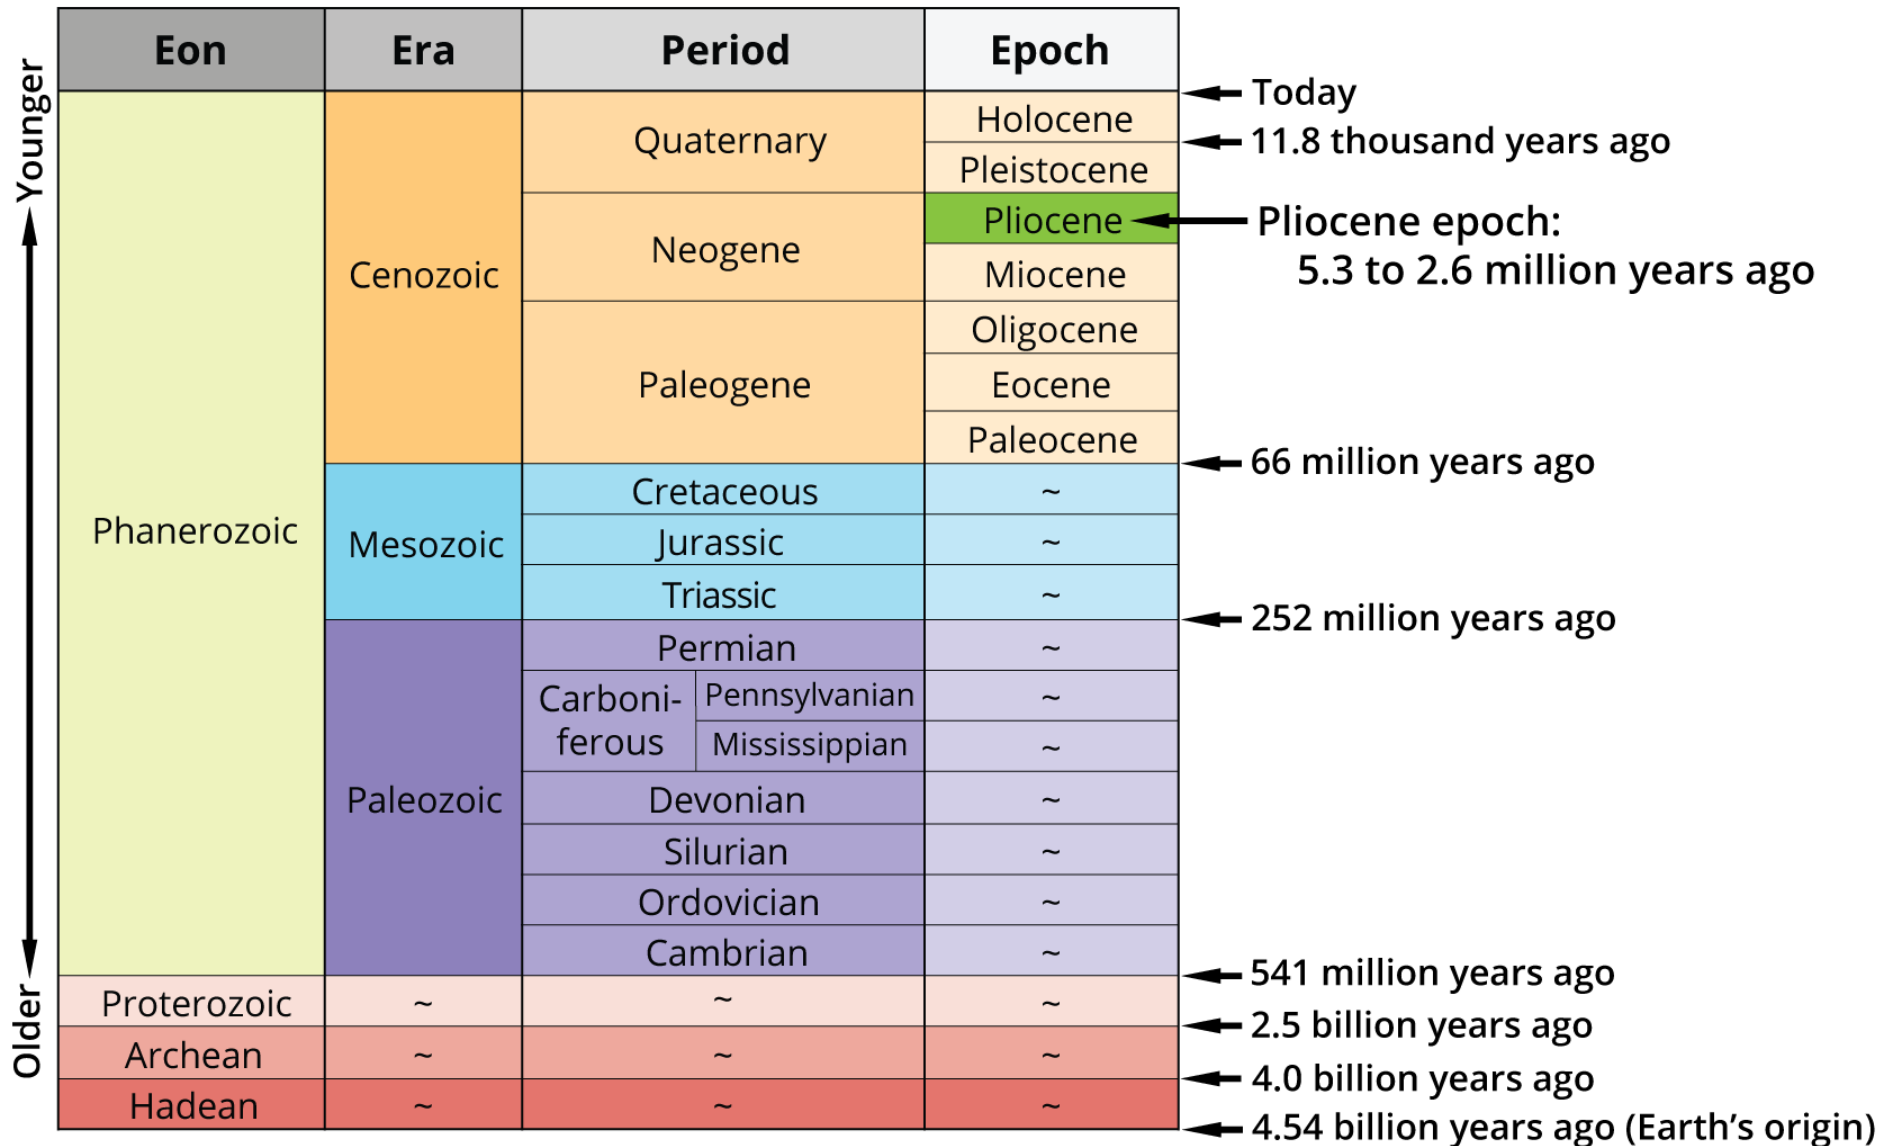 Eon Era Period Epoch
Younger
Older
Phanerozoic
Cenozoic
Quaternary
Holocene
Pleistocene
Neogene
Pliocene
Miocene
Paleogene
Oligocene
Eocene
Paleocene
Mesozoic
Cretaceous ~
Jurassic ~
Triassic ~
Paleozoic
Permian ~
Carboni-
ferous
Pennsylvanian ~
Mississippian ~
Devonian ~
Silurian ~
Ordovician ~
Cambrian ~
Proterozoic ~ ~ ~
Archean ~ ~ ~
Hadean ~ ~ ~
Today
11.8 thousand years ago
Pliocene epoch:
5.3 to 2.6 million years ago
66 million years ago
252 million years ago
541 million years ago
2.5 billion years ago
4.0 billion years ago
4.54 billion years ago (Earth’s origin)